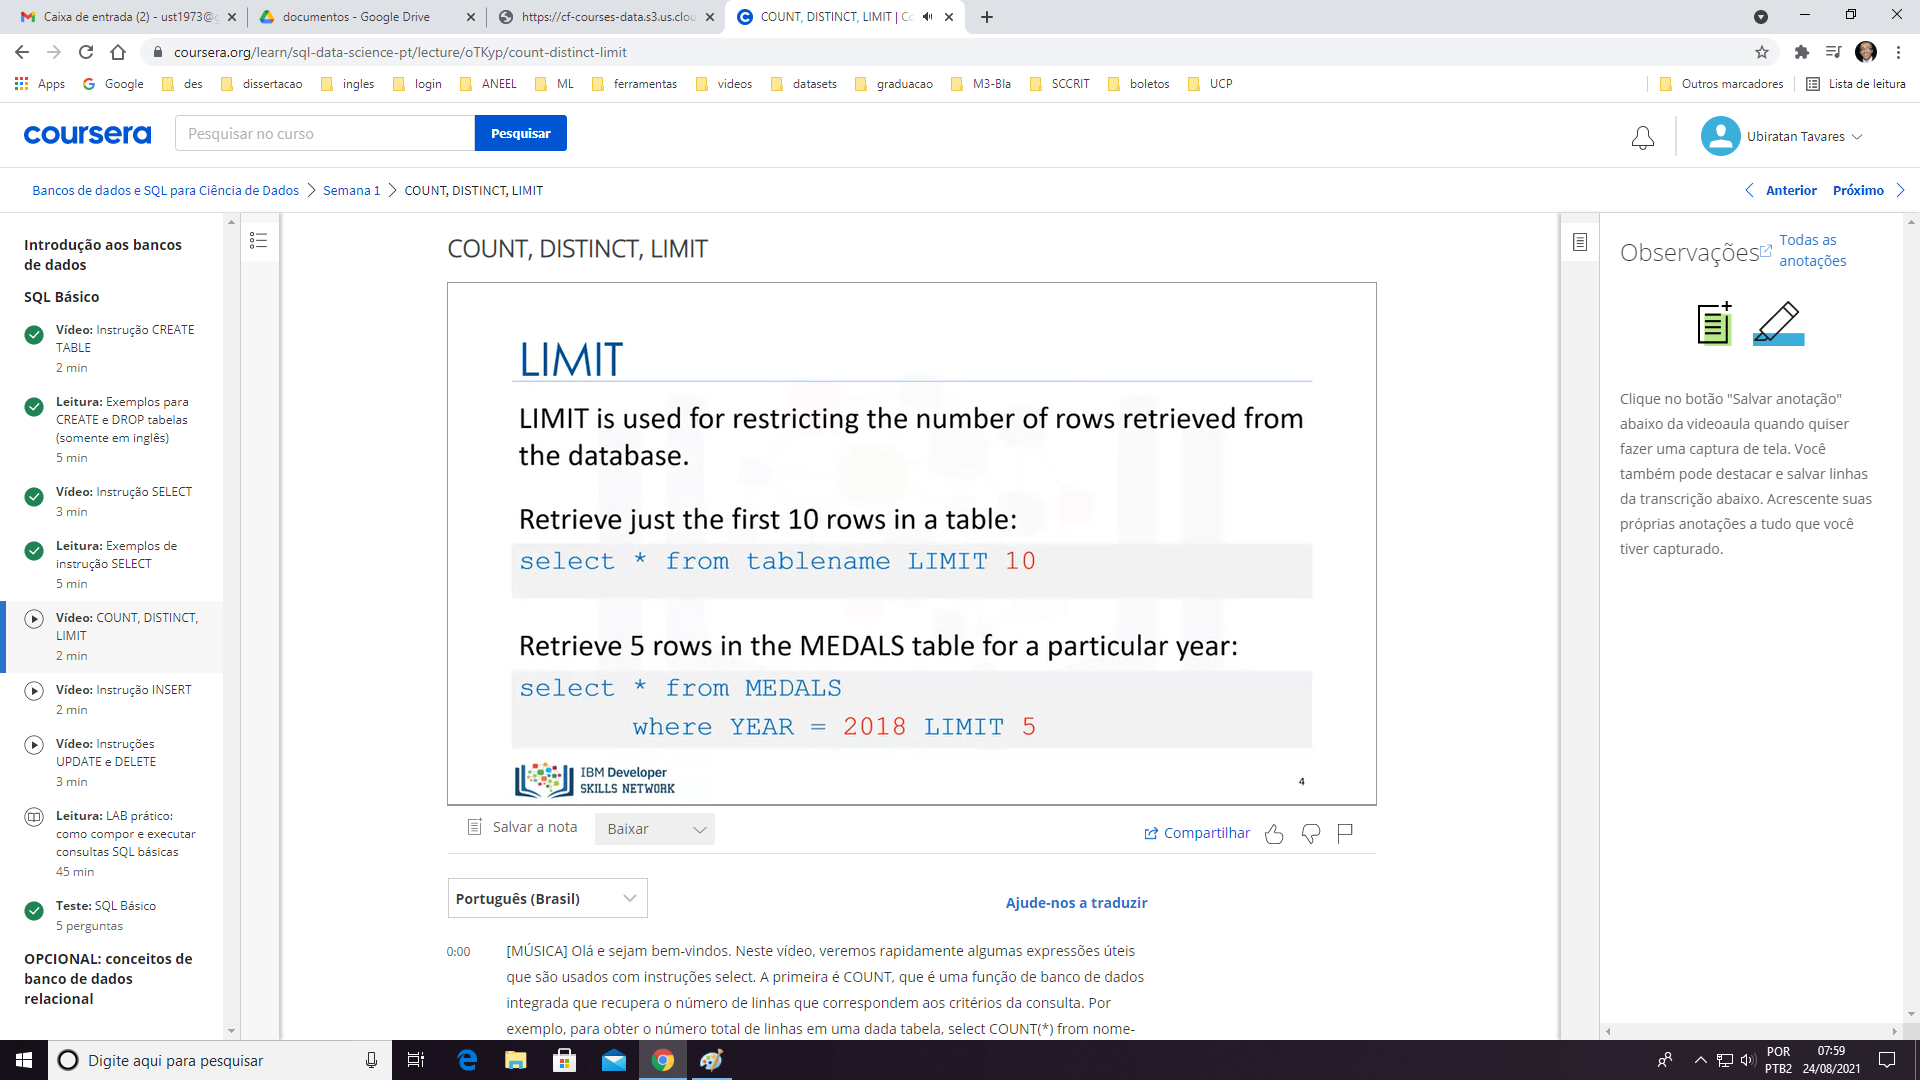 Caixa de entrada (2) - ust1973@g
documentos - Google Drive
https://cf-courses-data.s3.us.clou
COUNT, DISTINCT, LIMIT | Co
coursera.org/learn/sql-data-science-pt/lecture/oTKyp/count-distinct-limit
Apps
Google
des
dissertacao
ingles
login
ANEEL
ML
ferramentas
videos
datasets
graduacao
M3-BIa
SCCRIT
boletos
UCP
Outros marcadores
Lista de leitura
coursera
Pesquisar no curso
Pesquisar
Ubiratan Tavares
Bancos de dados e SQL para Ciência de Dados
Semana 1
COUNT, DISTINCT, LIMIT
Anterior
Próximo
Introdução aos bancos
de dados
SQL Básico
Vídeo: Instrução CREATE
TABLE
2 min
Leitura: Exemplos para
CREATE e DROP tabelas
(somente em inglês)
5 min
Vídeo: Instrução SELECT
3 min
Leitura: Exemplos de
instrução SELECT
5 min
Vídeo: COUNT, DISTINCT,
LIMIT
2 min
Vídeo: Instrução INSERT
2 min
Vídeo: Instruções
UPDATE e DELETE
3 min
Leitura: LAB prático:
como compor e executar
consultas SQL básicas
45 min
Teste: SQL Básico
5 perguntas
OPCIONAL: conceitos de
banco de dados
relacional
COUNT, DISTINCT, LIMIT
LIMIT
LIMIT is used for restricting the number of rows retrieved from
the database.
Retrieve just the first 10 rows in a table:
select * from tablename LIMIT 10
Retrieve 5 rows in the MEDALS table for a particular year:
select * from MEDALS
where YEAR = 2018 LIMIT 5
IBM Developer
SKILLS NETWORK
4
Salvar a nota
Baixar
Compartilhar
Português (Brasil)
Ajude-nos a traduzir
0:00
[MÚSICA] Olá e sejam bem-vindos. Neste vídeo, veremos rapidamente algumas expressões úteis
que são usados com instruções select. A primeira é COUNT, que é uma função de banco de dados
integrada que recupera o número de linhas que correspondem aos critérios da consulta. Por
exemplo, para obter o número total de linhas em uma dada tabela, select COUNT(*) from nome-
Observações
Todas as
anotações
Clique no botão "Salvar anotação"
abaixo da videoaula quando quiser
fazer uma captura de tela. Você
também pode destacar e salvar linhas
da transcrição abaixo. Acrescente suas
próprias anotações a tudo que você
tiver capturado.
Digite aqui para pesquisar
POR
PTB2
07:59
24/08/2021